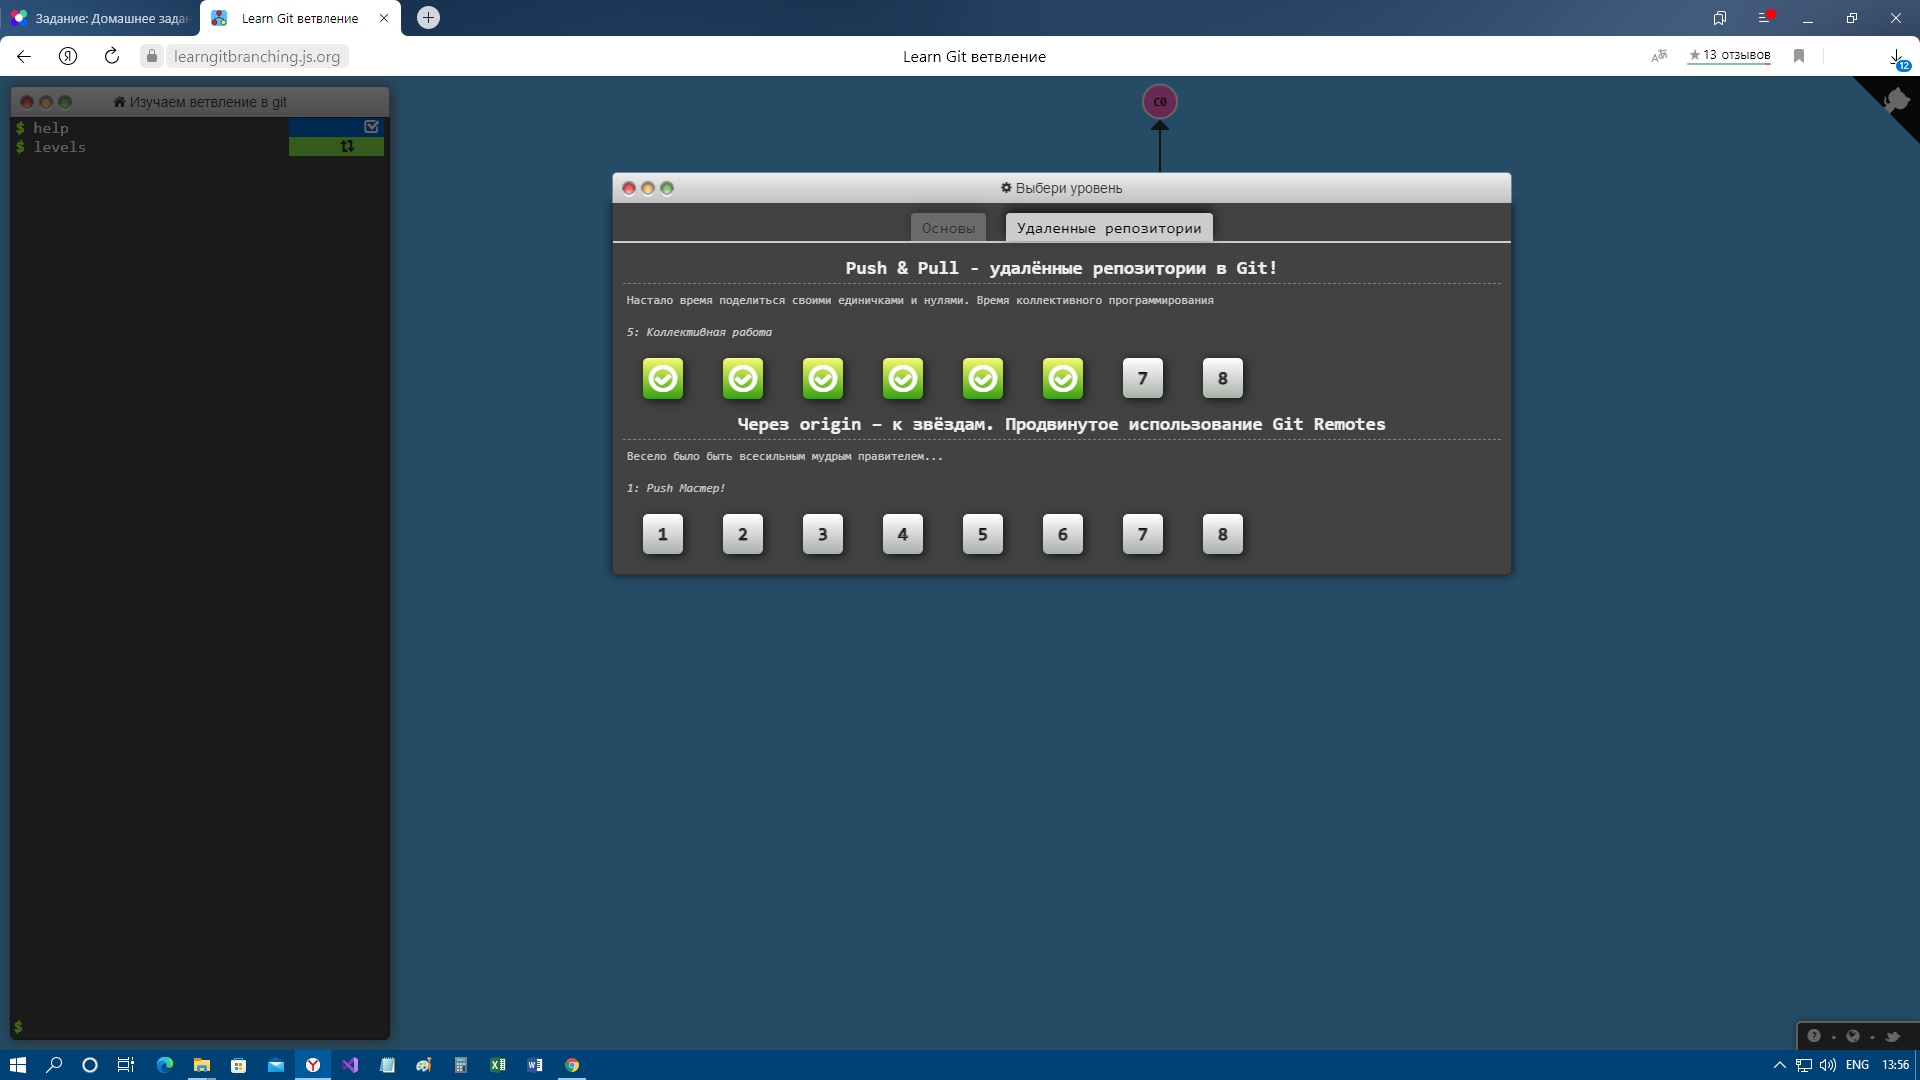 Задание: Домашнее зада
Learn Git ветвление
learngitbranching.js.org
Learn Git ветвление
13 отзывов
12
Изучаем ветвление в git
$ help
$ levels
$
C0
Выбери уровень
Основы
Удаленные репозитории
Push & Pull - удалённые репозитории в Git!
Настало время поделиться своими единичками и нулями. Время коллективного программирования
5: Коллективная работа
7 8
Через origin – к звёздам. Продвинутое использование Git Remotes
Весело было быть всесильным мудрым правителем...
1: Push Мастер!
1 2 3 4 5 6 7 8
ENG
13:56